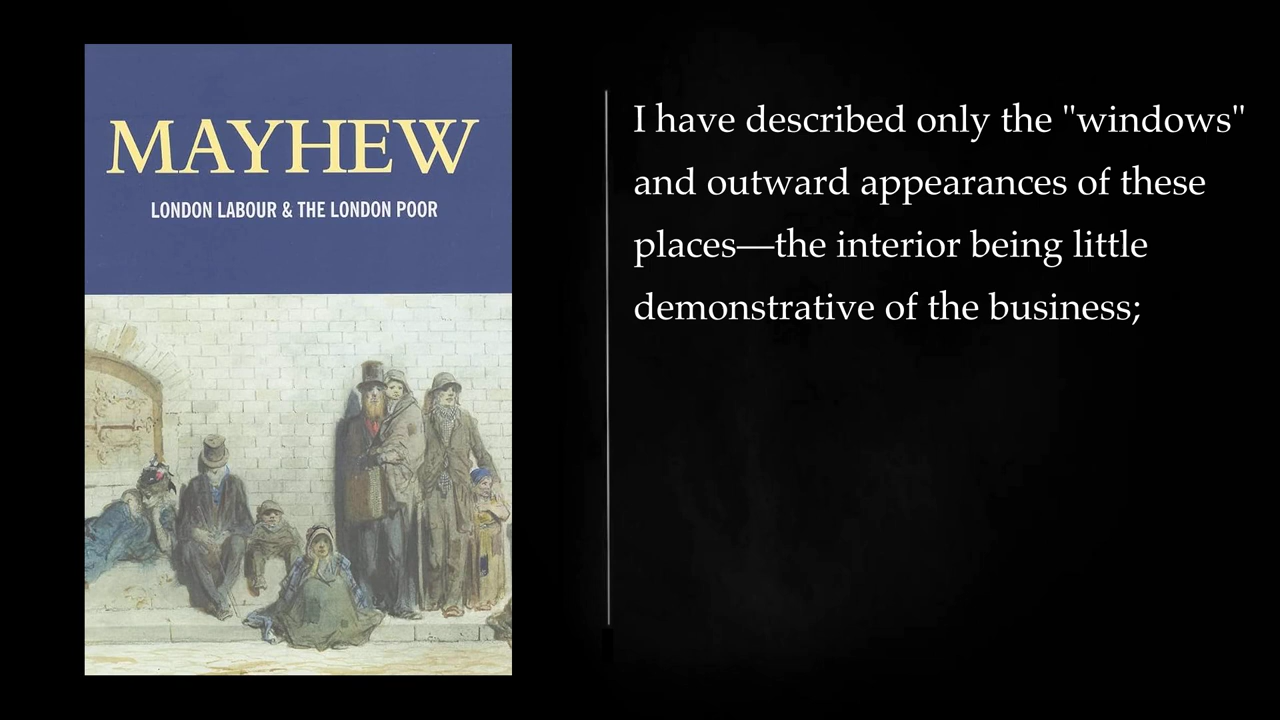 MAYHEW
LONDON LABOUR & THE LONDON POOR
I have described only the "windows"
and outward appearances of these
places—the interior being little
demonstrative of the business;